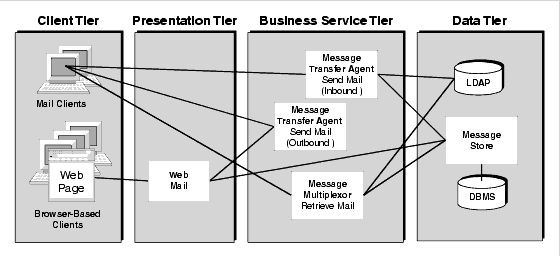 Client Tier
Presentation Tier
Business Service Tier
Data Tier
Mail Clients
Web
Page
Browser-Based
Clients
Web
Mail
Message
Transfer Agent
Send Mail
(Inbound )
Message
Transfer Agent
Send Mail
(Outbound )
Message
Multiplexor
Retrieve Mail
LDAP
Message
Store
DBMS